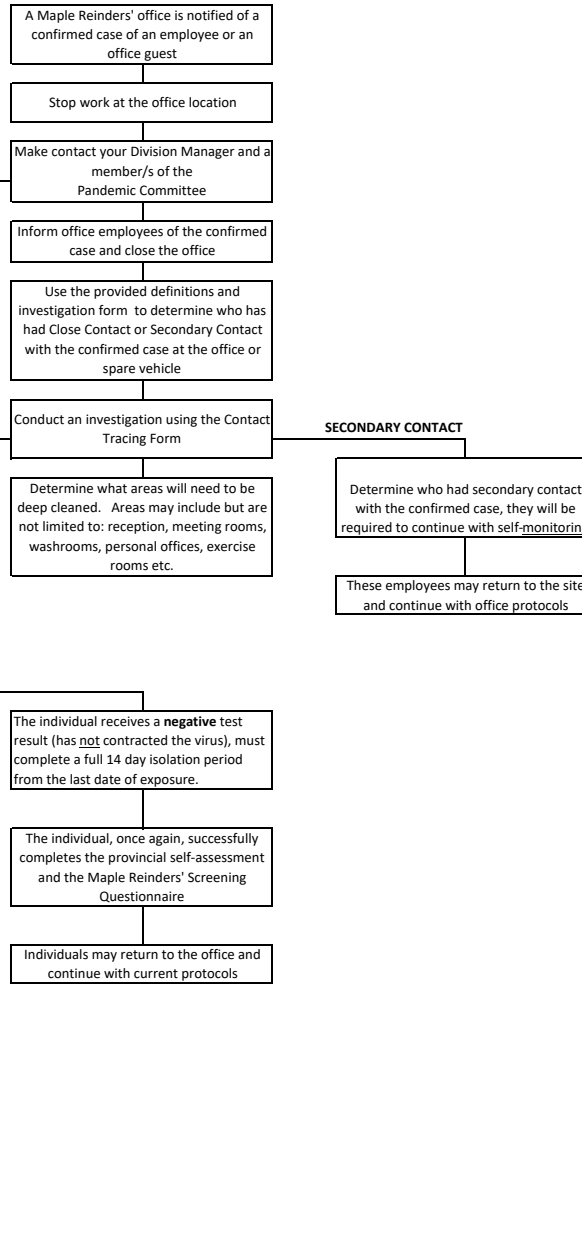 A Maple Reinders' office is notified of a
confirmed case of an employee or an
office guest
Stop work at the office location
Make contact your Division Manager and a
member/s of the
Pandemic Committee
Inform office employees of the confirmed
case and close the office
Use the provided definitions and
investigation form to determine who has
had Close Contact or Secondary Contact
with the confirmed case at the office or
spare vehicle
Conduct an investigation using the Contact
Tracing Form
SECONDARY CONTACT
Determine what areas will need to be
deep cleaned. Areas may include but are
not limited to: reception, meeting rooms,
washrooms, personal offices, exercise
rooms etc.
Determine who had secondary contact
with the confirmed case, they will be
required to continue with self-monitorin
These employees may return to the site
and continue with office protocols
The individual receives a negative test
result (has not contracted the virus), must
complete a full 14 day isolation period
from the last date of exposure.
The individual, once again, successfully
completes the provincial self-assessment
and the Maple Reinders' Screening
Questionnaire
Individuals may return to the office and
continue with current protocols